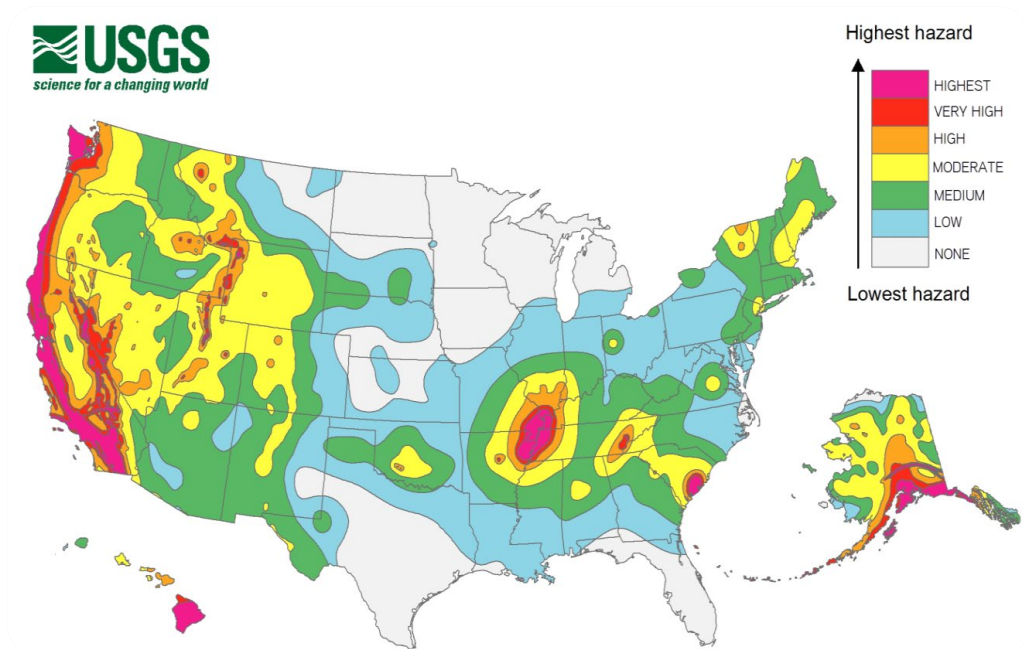 USGS
science for a changing world
Highest hazard
HIGHEST
VERY HIGH
HIGH
MODERATE
MEDIUM
LOW
NONE
Lowest hazard